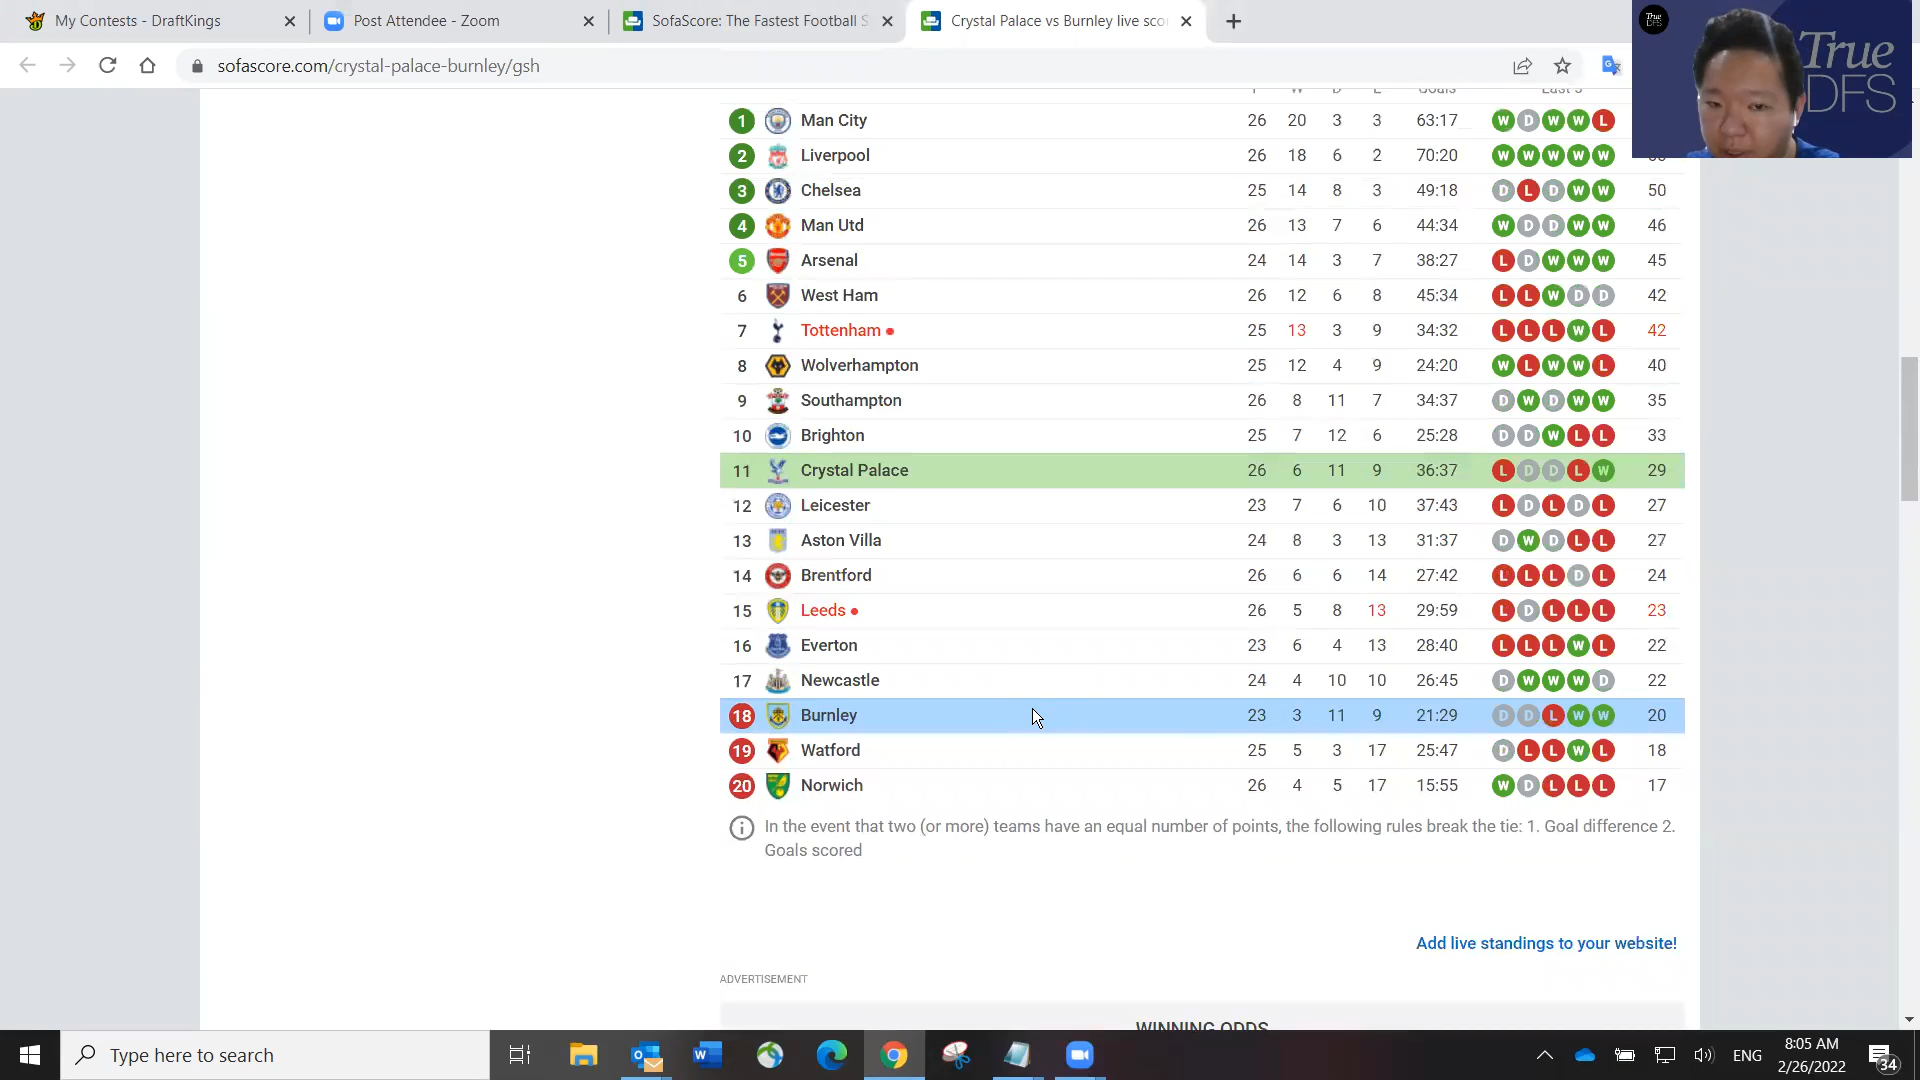 My Contests - DraftKings
Post Attendee - Zoom
SofaScore: The Fastest Football S
Crystal Palace vs Burnley live sco
sofascore.com/crystal-palace-burnley/gsh
True DFS
True
DFS
Goals Last 5
1 Man City 26 20 3 3 63:17 W D W W L
2 Liverpool 26 18 6 2 70:20 W W W W W
3 Chelsea 25 14 8 3 49:18 D L D W W 50
4 Man Utd 26 13 7 6 44:34 W D D W W 46
5 Arsenal 24 14 3 7 38:27 L D W W W 45
6 West Ham 26 12 6 8 45:34 L L W D D 42
7 Tottenham 25 13 3 9 34:32 L L L W L 42
8 Wolverhampton 25 12 4 9 24:20 W L W W L 40
9 Southampton 26 8 11 7 34:37 D W D W W 35
10 Brighton 25 7 12 6 25:28 D D W L L 33
11 Crystal Palace 26 6 11 9 36:37 L D D L W 29
12 Leicester 23 7 6 10 37:43 L D L D L 27
13 Aston Villa 24 8 3 13 31:37 D W D L L 27
14 Brentford 26 6 6 14 27:42 L L L D L 24
15 Leeds 26 5 8 13 29:59 L D L L L 23
16 Everton 23 6 4 13 28:40 L L L W L 22
17 Newcastle 24 4 10 10 26:45 D W W W D 22
18 Burnley 23 3 11 9 21:29 D D L W W 20
19 Watford 25 5 3 17 25:47 D L L W L 18
20 Norwich 26 4 5 17 15:55 W D L L L 17
In the event that two (or more) teams have an equal number of points, the following rules break the tie: 1. Goal difference 2.
Goals scored
Add live standings to your website!
ADVERTISEMENT
WINNING ODDS
Type here to search
ENG
8:05 AM
2/26/2022
34